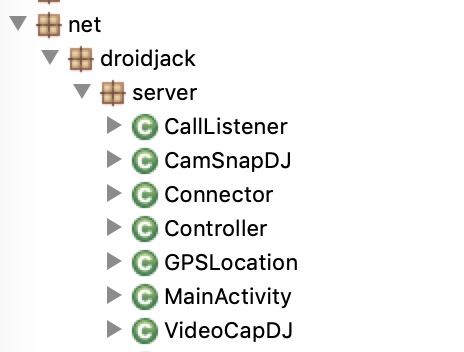 net
droidjack
server
CallListener
CamSnapDJ
Connector
Controller
GPSLocation
MainActivity
VideoCapDJ